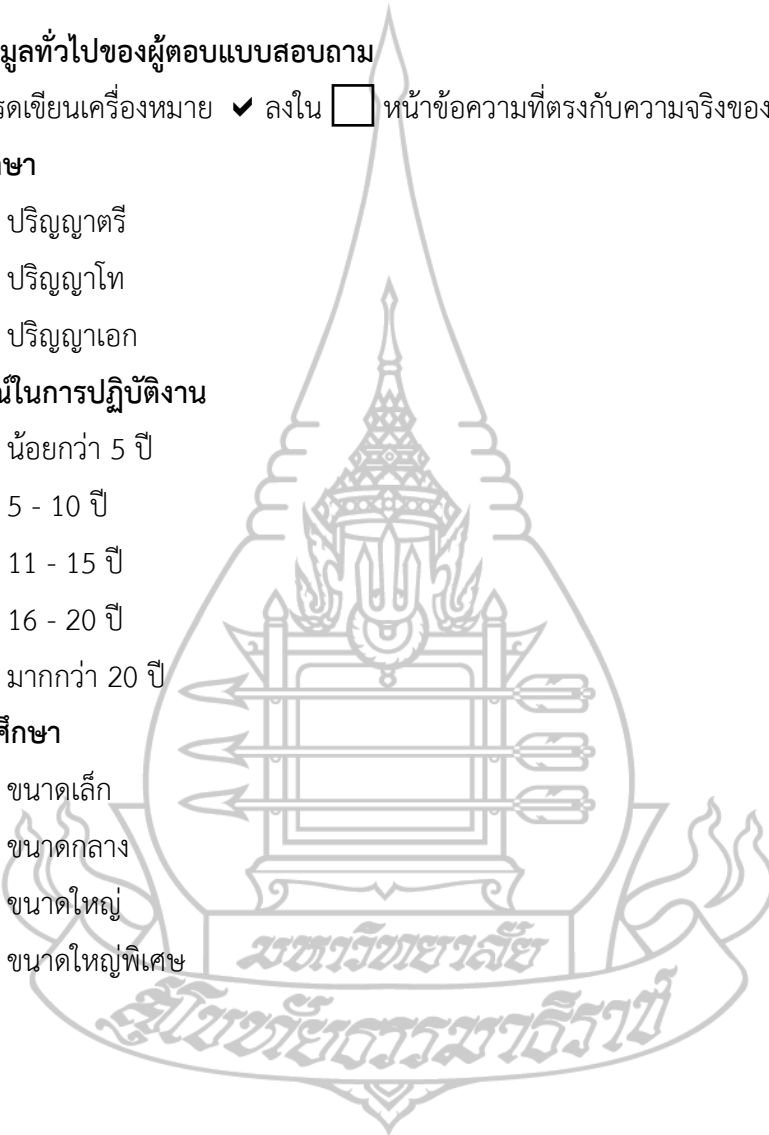 มูลทั่วไปของผู้ตอบแบบสอบถาม
รดเขียนเครื่องหมาย ✔ ลงใน □ หน้าข้อความที่ตรงกับความจริงของ
ษา
ปริญญาตรี
ปริญญาโท
ปริญญาเอก
ณ์ในการปฏิบัติงาน
น้อยกว่า 5 ปี
5 - 10 ปี
11 - 15 ปี
16 - 20 ปี
มากกว่า 20 ปี
ศึกษา
ขนาดเล็ก
ขนาดกลาง
ขนาดใหญ่
ขนาดใหญ่พิเศษ
มหาวิทยาลัย
สุโขทัยธรรมาธิราช